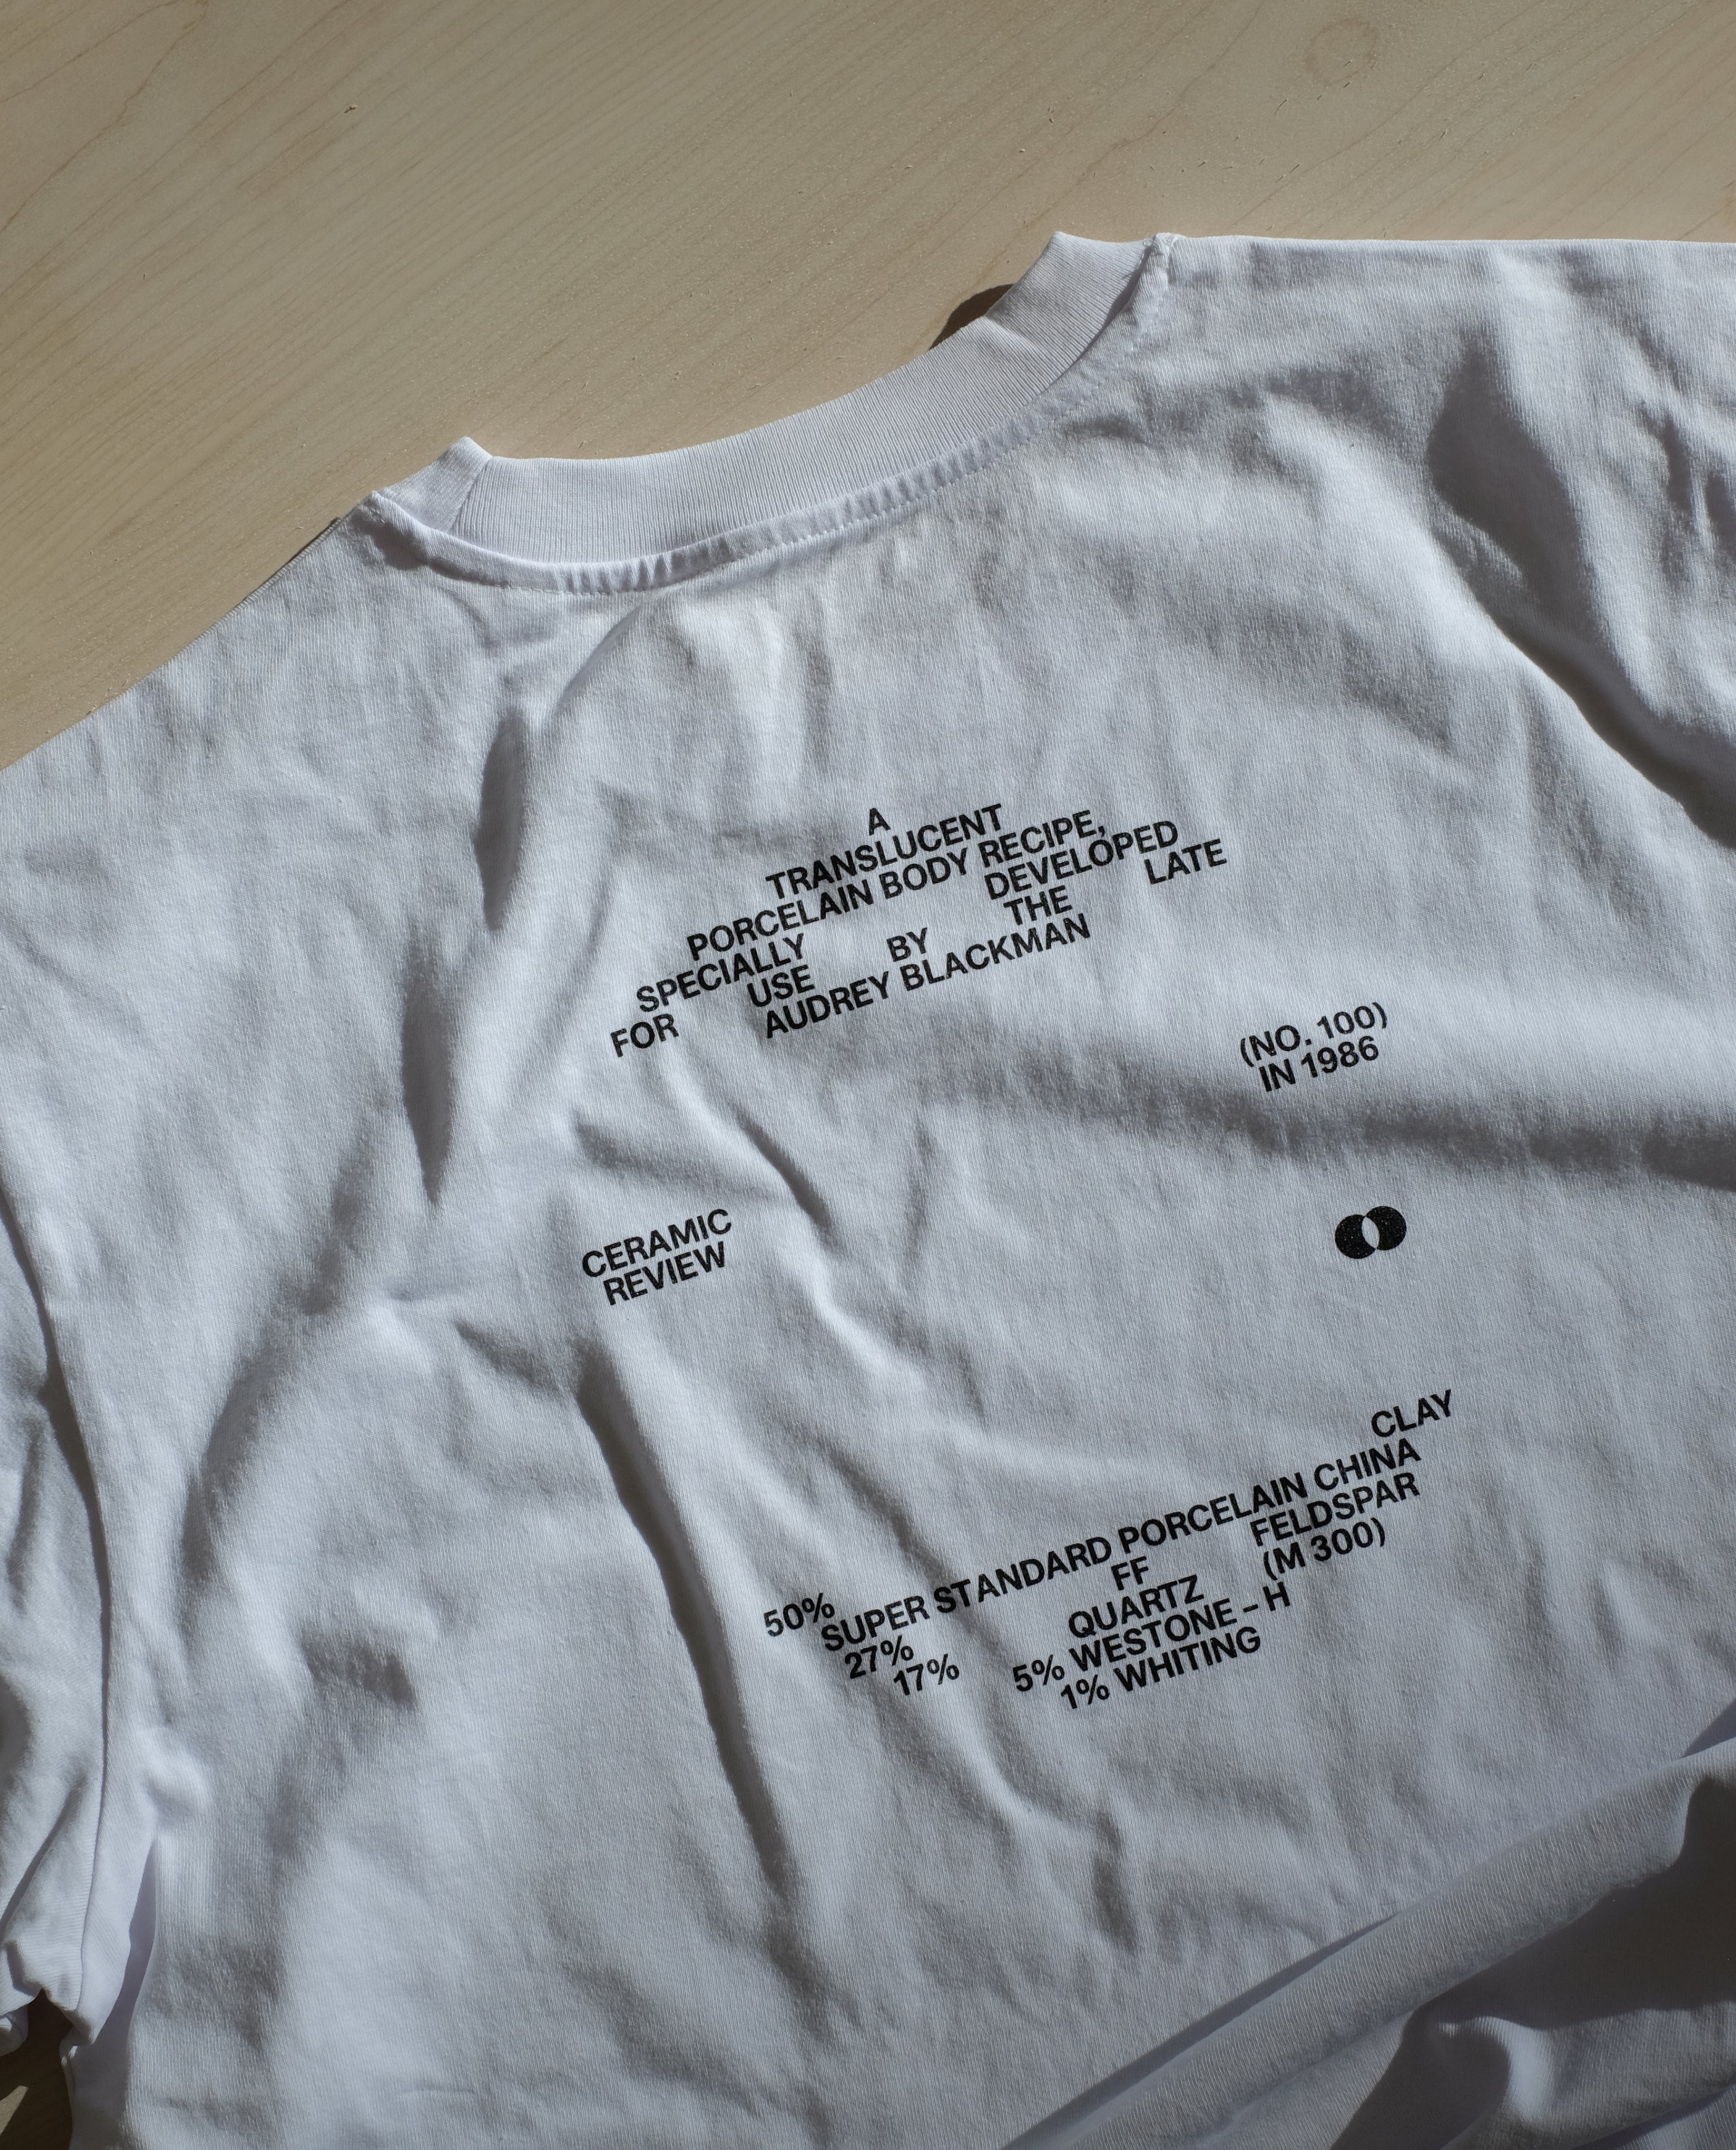 A
TRANSLUCENT
PORCELAIN BODY RECIPE,
SPECIALLY DEVELOPED
FOR USE BY THE LATE
AUDREY BLACKMAN
(NO. 100)
IN 1986
CERAMIC
REVIEW
50%
SUPER STANDARD PORCELAIN CHINA
CLAY
27% FF FELDSPAR
17% QUARTZ (M 300)
5% WESTONE – H
1% WHITING